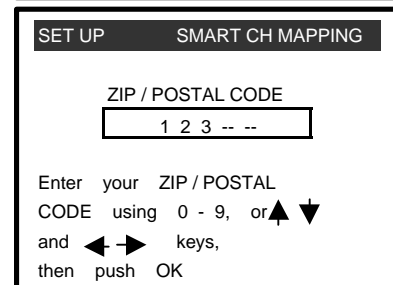 SET UP SMART CH MAPPING
ZIP / POSTAL CODE
1 2 3 -- --
Enter your ZIP / POSTAL
CODE using 0 - 9, or ▲ ▼
and ◀ ▶ keys,
then push OK